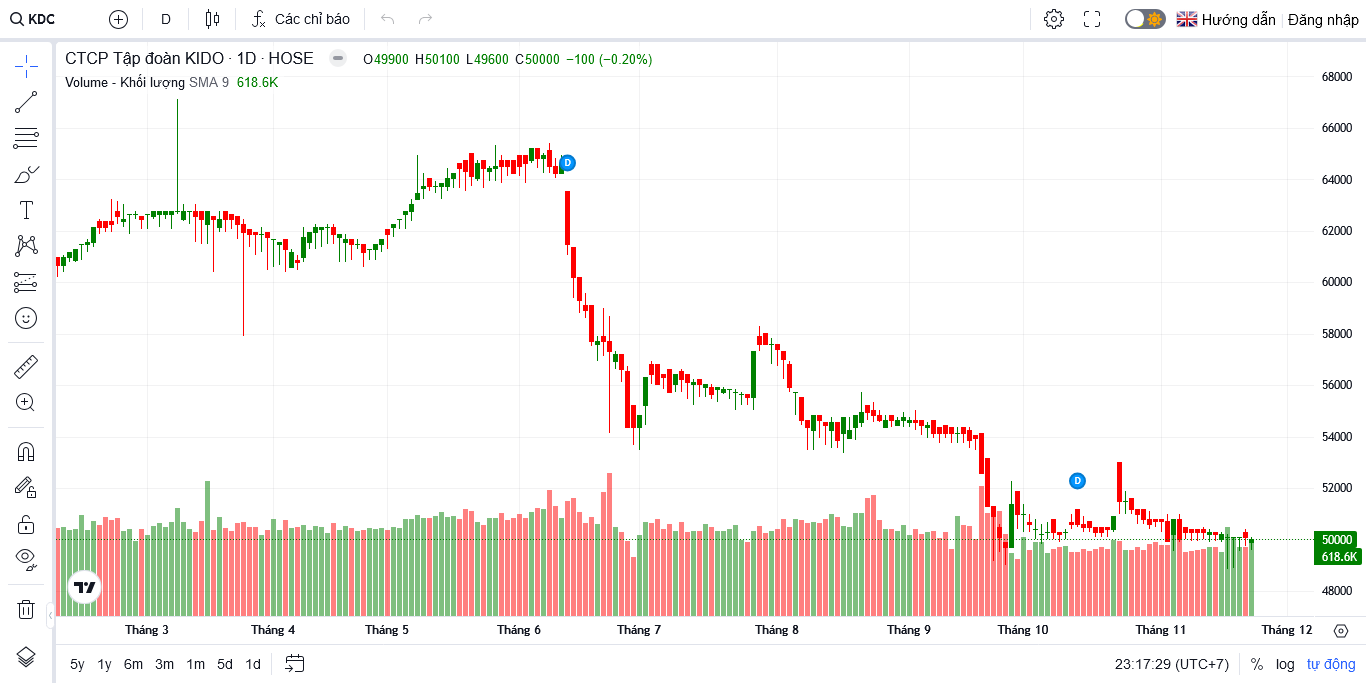 KDC D Các chỉ báo Hướng dẫn Đăng nhập
CTCP Tập đoàn KIDO · 1D · HOSE O49900 H50100 L49600 C50000 −100 (−0.20%)
Volume - Khối lượng SMA 9 618.6K
68000
66000
64000
62000
60000
58000
56000
54000
52000
50000
618.6K
48000
D
D
Tháng 3 Tháng 4 Tháng 5 Tháng 6 Tháng 7 Tháng 8 Tháng 9 Tháng 10 Tháng 11 Tháng 12
5y 1y 6m 3m 1m 5d 1d 23:17:29 (UTC+7) % log tự động